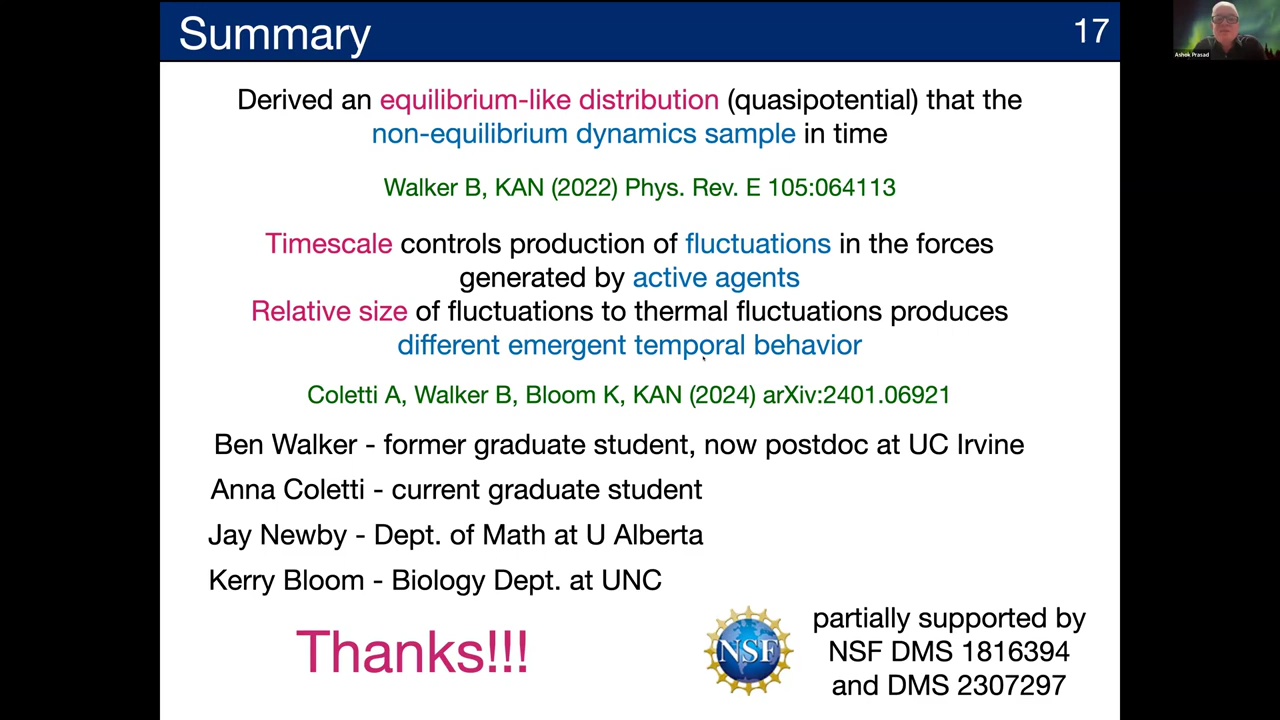 Summary
17
Ashok Prasad
Derived an equilibrium-like distribution (quasipotential) that the
non-equilibrium dynamics sample in time
Walker B, KAN (2022) Phys. Rev. E 105:064113
Timescale controls production of fluctuations in the forces
generated by active agents
Relative size of fluctuations to thermal fluctuations produces
different emergent temporal behavior
Coletti A, Walker B, Bloom K, KAN (2024) arXiv:2401.06921
Ben Walker - former graduate student, now postdoc at UC Irvine
Anna Coletti - current graduate student
Jay Newby - Dept. of Math at U Alberta
Kerry Bloom - Biology Dept. at UNC
Thanks!!!
NSF
partially supported by
NSF DMS 1816394
and DMS 2307297